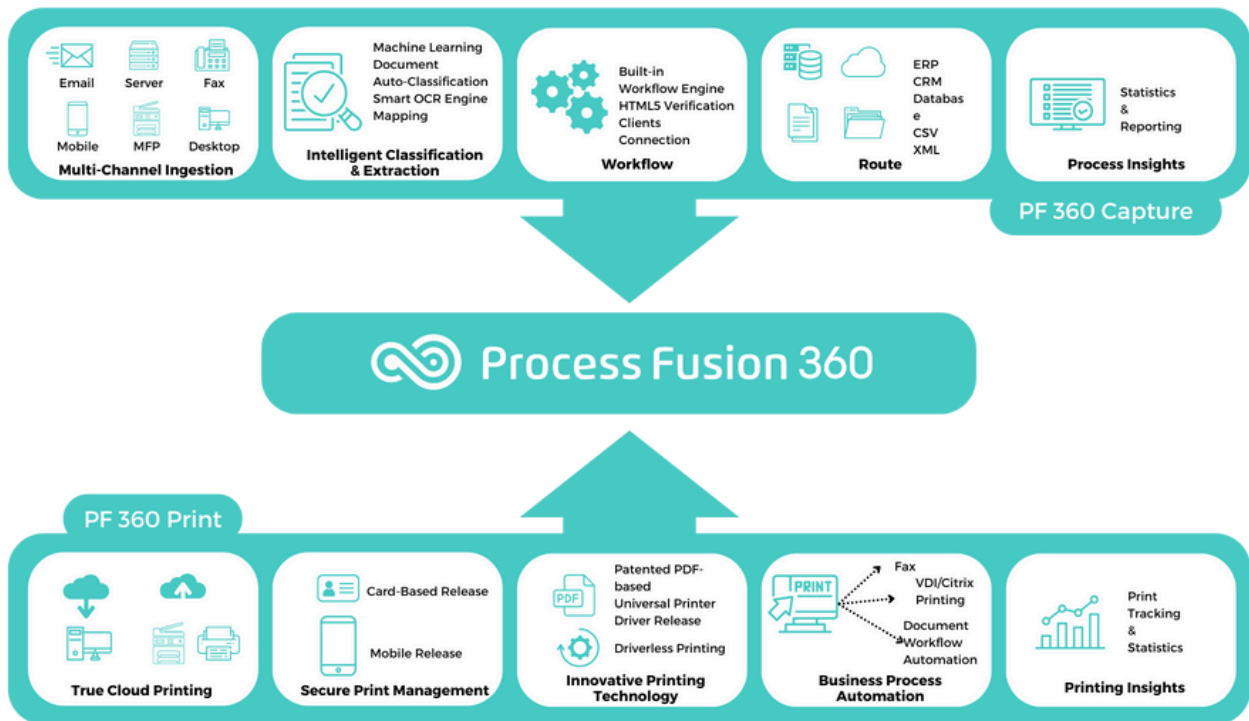 Email
Server
Fax
Mobile
MFP
Desktop
Multi-Channel Ingestion
Machine Learning
Document
Auto-Classification
Smart OCR Engine
Mapping
Intelligent Classification
& Extraction
Built-in
Workflow Engine
HTML5 Verification
Clients
Connection
Workflow
ERP
CRM
Databas
e
CSV
XML
Route
Statistics
&
Reporting
Process Insights
PF 360 Capture
Process Fusion 360
PF 360 Print
True Cloud Printing
Card-Based Release
Mobile Release
Secure Print Management
PDF
Patented PDF-
based
Universal Printer
Driver Release
Driverless Printing
Innovative Printing
Technology
PRINT
Fax
VDI/Citrix
Printing
Document
Workflow
Automation
Business Process
Automation
Print
Tracking
&
Statistics
Printing Insights